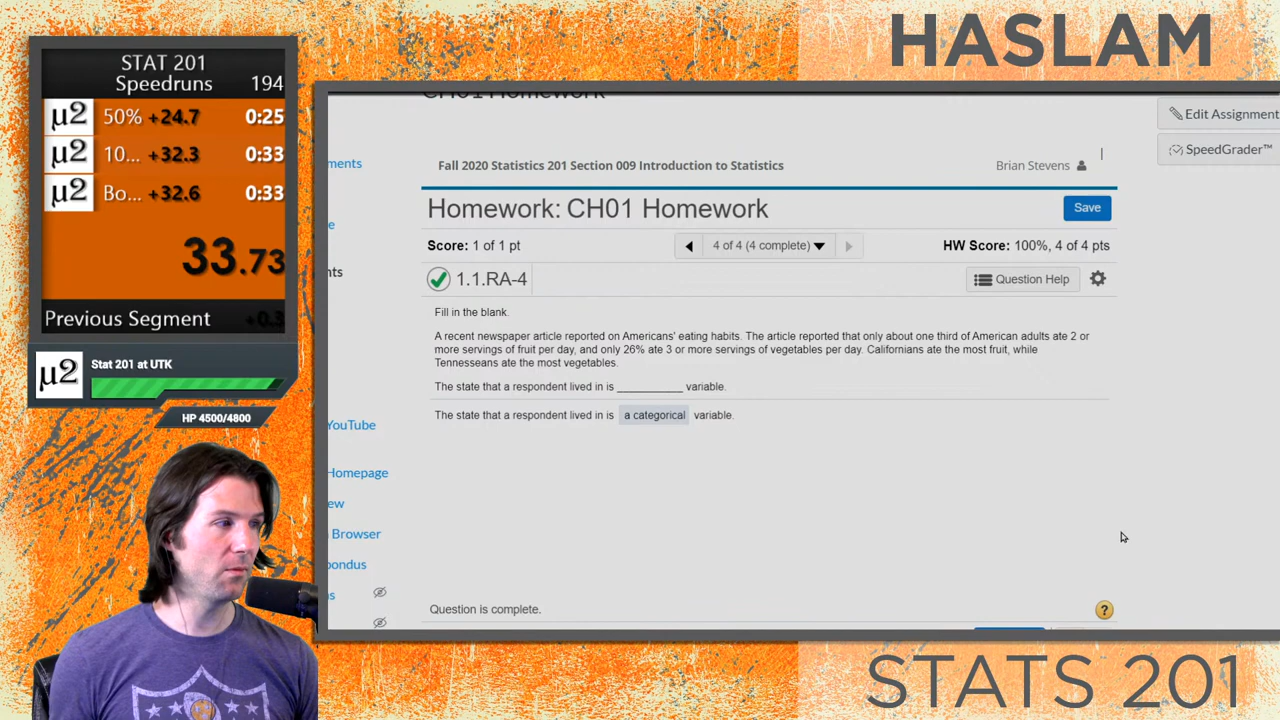 HASLAM
STAT 201
Speedruns 194
μ2 50% +24.7 0:25
μ2 10... +32.3 0:33
μ2 Bo... +32.6 0:33
33.73
Previous Segment +0.3
μ2 Stat 201 at UTK
HP 4500/4800
CH01 Homework
Edit Assignment
SpeedGrader™
ments
Fall 2020 Statistics 201 Section 009 Introduction to Statistics
Brian Stevens
e
Homework: CH01 Homework
Save
nts
Score: 1 of 1 pt
4 of 4 (4 complete)
HW Score: 100%, 4 of 4 pts
1.1.RA-4
Question Help
Fill in the blank.
A recent newspaper article reported on Americans' eating habits. The article reported that only about one third of American adults ate 2 or
more servings of fruit per day, and only 26% ate 3 or more servings of vegetables per day. Californians ate the most fruit, while
Tennesseans ate the most vegetables.
The state that a respondent lived in is __________ variable.
The state that a respondent lived in is a categorical variable.
YouTube
Homepage
ew
Browser
ondus
s
Question is complete.
?
STATS 201